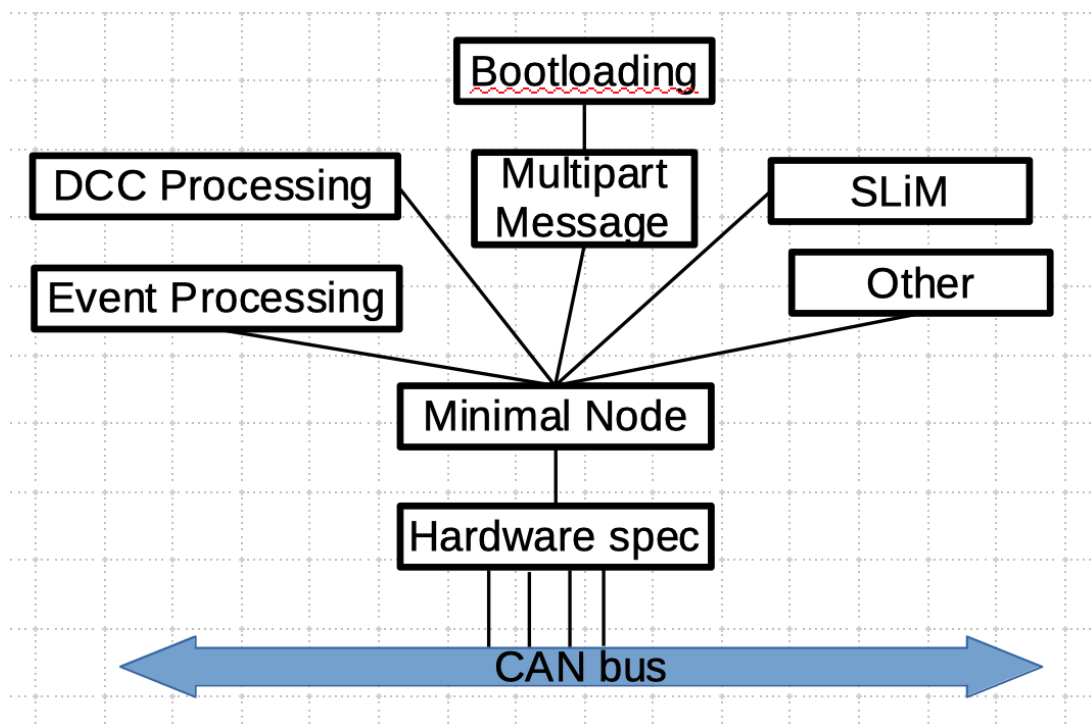 Bootloading
DCC Processing
Multipart
Message
SLiM
Event Processing
Other
Minimal Node
Hardware spec
CAN bus